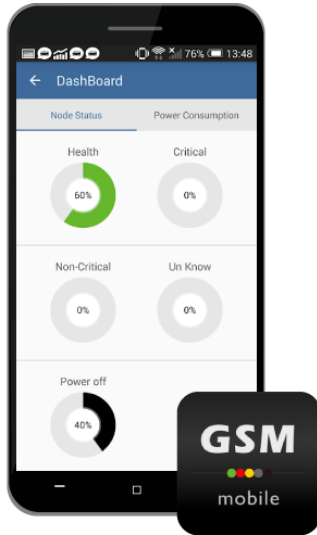 76% 13:48
DashBoard
Node Status Power Consumption
Health Critical
60% 0%
Non-Critical Un Know
0% 0%
Power off
40%
GSM
mobile